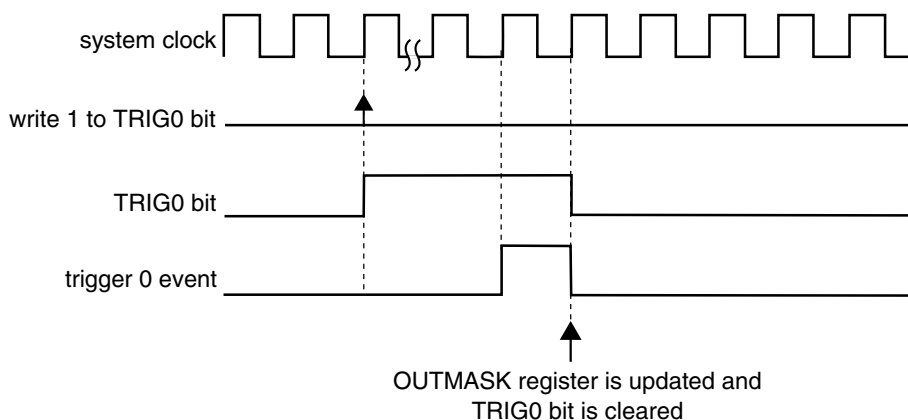 system clock
write 1 to TRIG0 bit
TRIG0 bit
trigger 0 event
OUTMASK register is updated and
TRIG0 bit is cleared